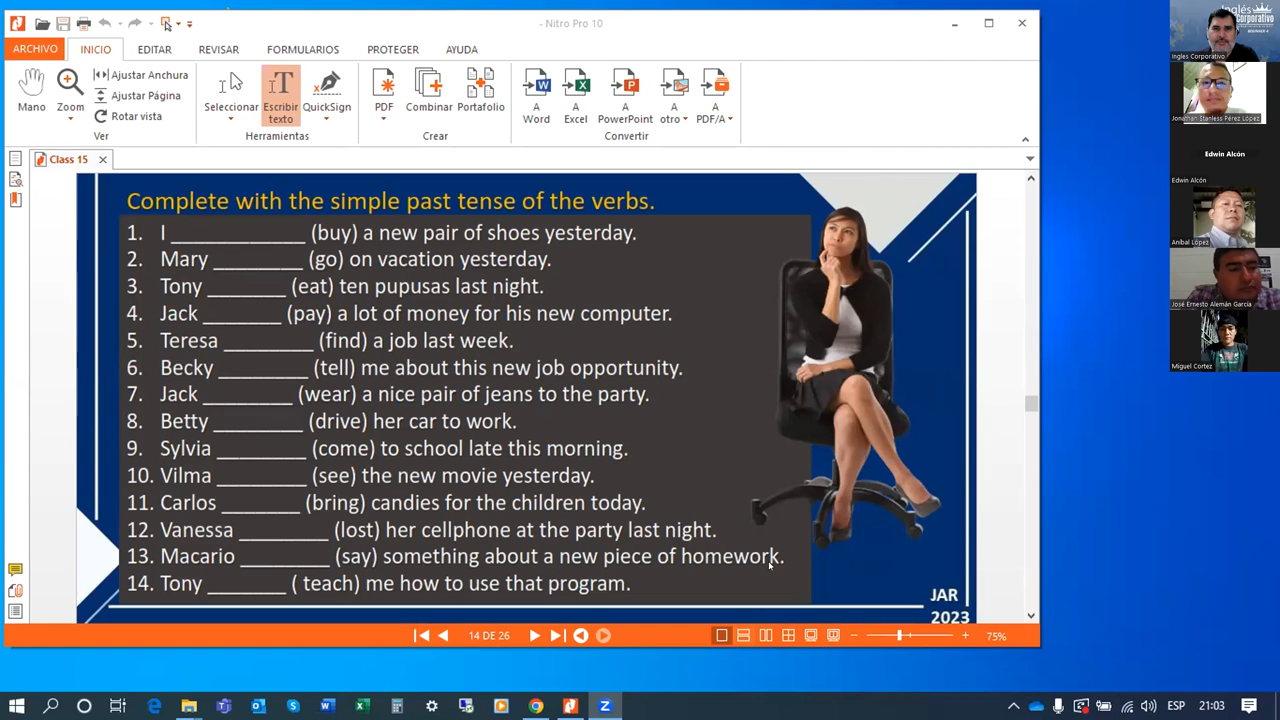 - Nitro Pro 10
ARCHIVO INICIO EDITAR REVISAR FORMULARIOS PROTEGER AYUDA
Mano
Zoom
Ajustar Anchura
Ajustar Página
Rotar vista
Ver
Seleccionar
Escribir texto
QuickSign
Herramientas
PDF
Combinar
Portafolio
Crear
A Word
A Excel
A PowerPoint
A otro
A PDF/A
Convertir
Class 15
Complete with the simple past tense of the verbs.
1. I _____________ (buy) a new pair of shoes yesterday.
2. Mary _________ (go) on vacation yesterday.
3. Tony ________ (eat) ten pupusas last night.
4. Jack ________ (pay) a lot of money for his new computer.
5. Teresa _________ (find) a job last week.
6. Becky _________ (tell) me about this new job opportunity.
7. Jack _________ (wear) a nice pair of jeans to the party.
8. Betty _________ (drive) her car to work.
9. Sylvia _________ (come) to school late this morning.
10. Vilma _________ (see) the new movie yesterday.
11. Carlos ________ (bring) candies for the children today.
12. Vanessa _________ (lost) her cellphone at the party last night.
13. Macario _________ (say) something about a new piece of homework.
14. Tony ________ ( teach) me how to use that program.
JAR
2023
14 DE 26
75%
Inglés
Corporativo
BEGINNER 4
Ingles Corporativo
Jonathan Stanless Pérez López
Edwin Alcón
Edwin Alcón
Anibal López
José Ernesto Alemán García
Miguel Cortez
ESP
21:03